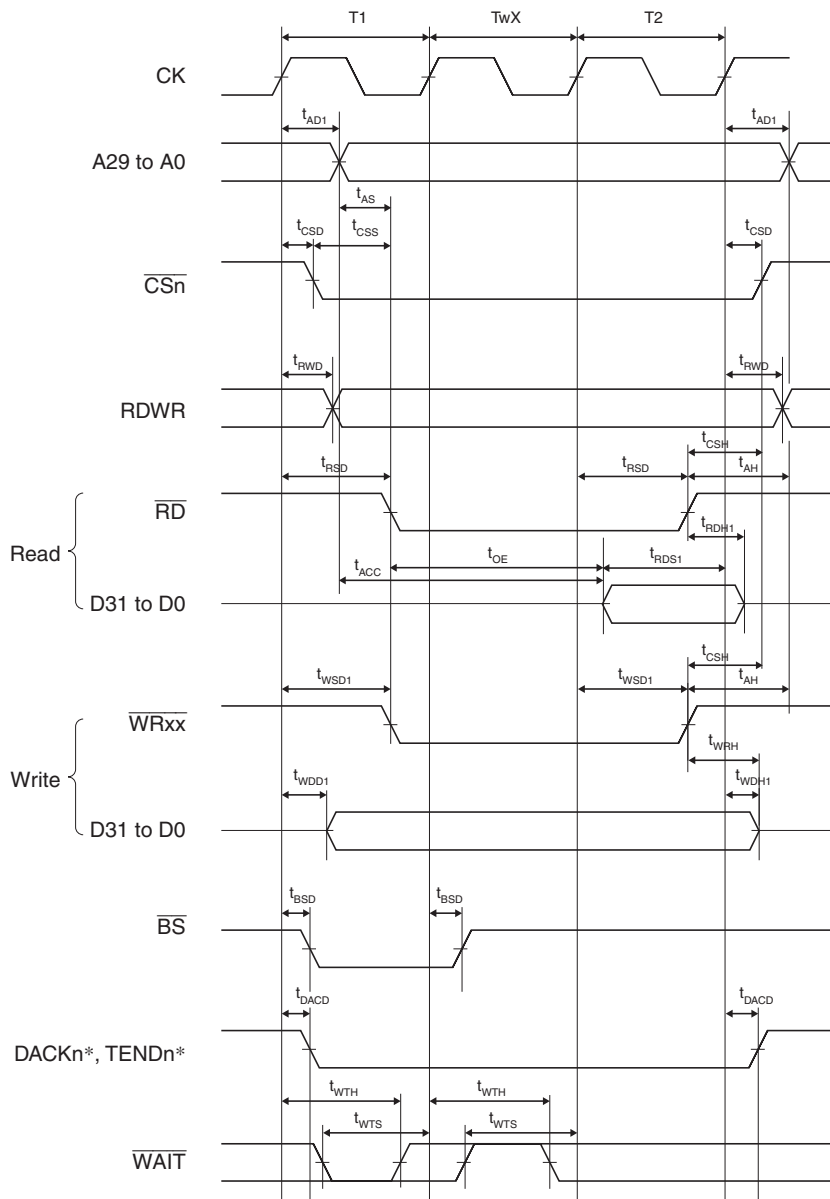 T1 TwX T2
CK
tAD1 tAD1
A29 to A0
tAS
tCSD tCSS tCSD
CSn
tRWD tRWD
RDWR
tCSH
tRSD tRSD tAH
RD
tRDH1
Read
tOE tRDS1
tACC
D31 to D0
tCSH
tWSD1 tWSD1 tAH
WRxx
tWRH
Write
tWDD1 tWDH1
D31 to D0
tBSD tBSD
BS
tDACD tDACD
DACKn*, TENDn*
tWTH tWTH
tWTS tWTS
WAIT